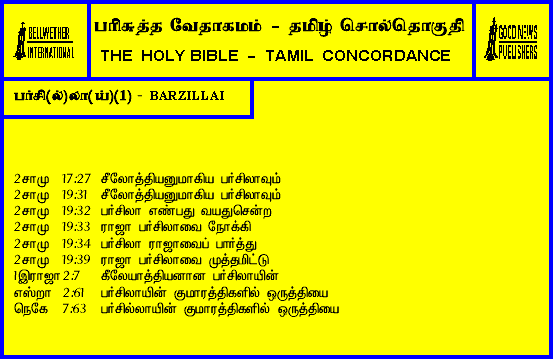 BELLWETHER
INTERNATIONAL
பரிசுத்த வேதாகமம் - தமிழ் சொல்தொகுதி
THE HOLY BIBLE - TAMIL CONCORDANCE
GOOD NEWS
PUBLISHERS
பர்சி(ல்)லா(ய்)(1) - BARZILLAI
2சாமு 17:27 சீலோத்தியனுமாகிய பர்சிலாவும்
2சாமு 19:31 சீலோத்தியனுமாகிய பர்சிலாவும்
2சாமு 19:32 பர்சிலா எண்பது வயதுசென்ற
2சாமு 19:33 ராஜா பர்சிலாவை நோக்கி
2சாமு 19:34 பர்சிலா ராஜாவைப் பார்த்து
2சாமு 19:39 ராஜா பர்சிலாவை முத்தமிட்டு
1இராஜா 2:7 கீலேயாத்தியனான பர்சிலாயின்
எஸ்றா 2:61 பர்சிலாயின் குமாரத்திகளில் ஒருத்தியை
நெகே 7:63 பர்சில்லாயின் குமாரத்திகளில் ஒருத்தியை